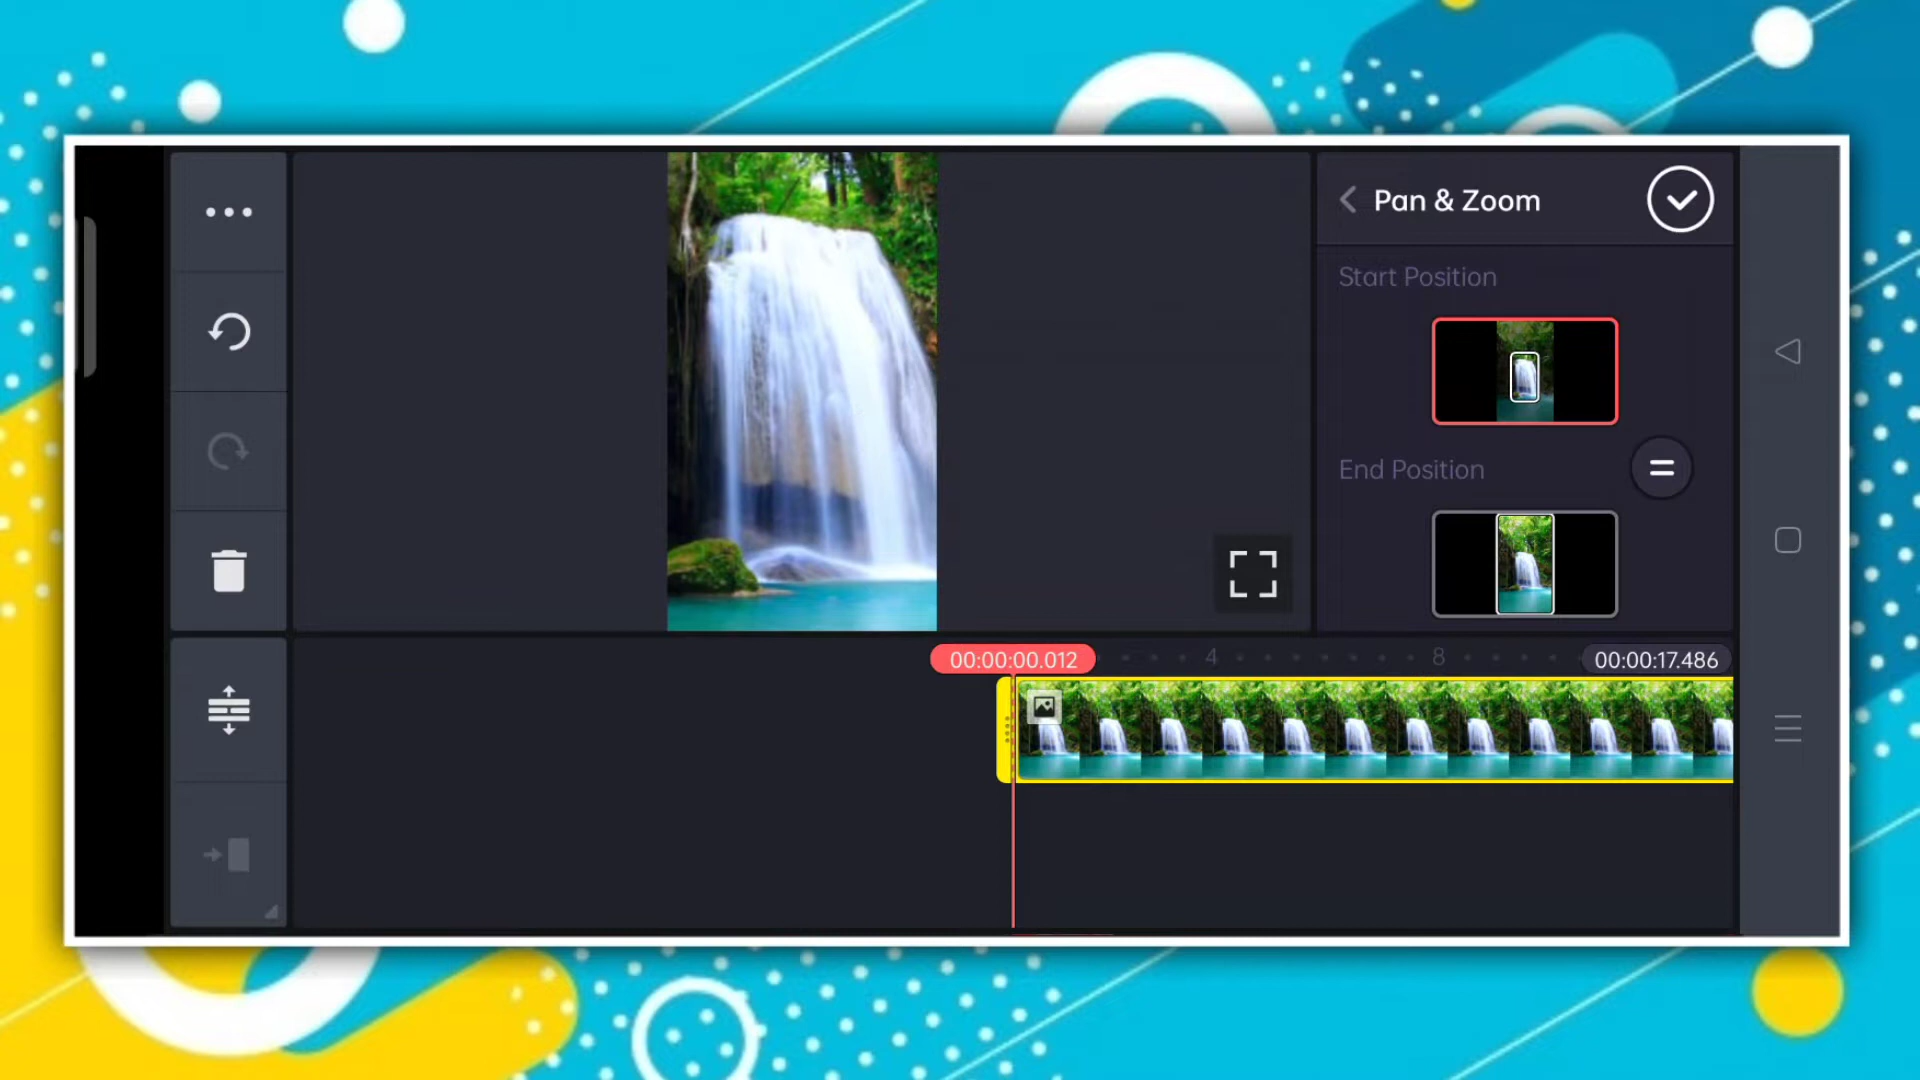 Pan & Zoom
Start Position
End Position
00:00:00.012
4
8
00:00:17.486